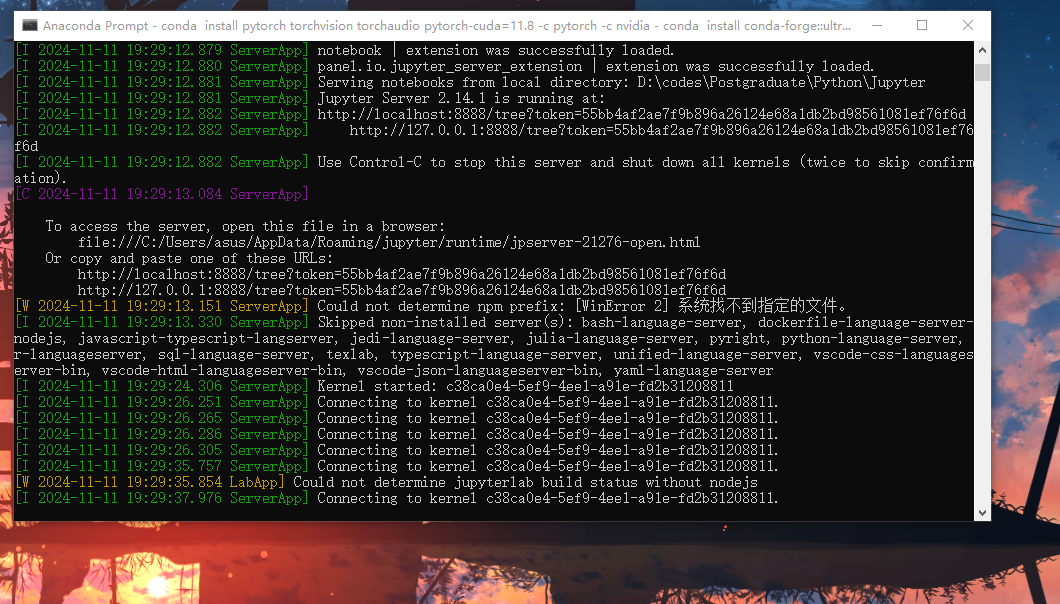 Anaconda Prompt - conda  install pytorch torchvision torchaudio pytorch-cuda=11.8 -c pytorch -c nvidia - conda  install conda-forge::ultr...
[I 2024-11-11 19:29:12.879 ServerApp] notebook | extension was successfully loaded.
[I 2024-11-11 19:29:12.880 ServerApp] panel.io.jupyter_server_extension | extension was successfully loaded.
[I 2024-11-11 19:29:12.881 ServerApp] Serving notebooks from local directory: D:\codes\Postgraduate\Python\Jupyter
[I 2024-11-11 19:29:12.881 ServerApp] Jupyter Server 2.14.1 is running at:
[I 2024-11-11 19:29:12.882 ServerApp] http://localhost:8888/tree?token=55bb4af2ae7f9b896a26124e68a1db2bd98561081ef76f6d
[I 2024-11-11 19:29:12.882 ServerApp]     http://127.0.0.1:8888/tree?token=55bb4af2ae7f9b896a26124e68a1db2bd98561081ef76
f6d
[I 2024-11-11 19:29:12.882 ServerApp] Use Control-C to stop this server and shut down all kernels (twice to skip confirm
ation).
[C 2024-11-11 19:29:13.084 ServerApp]
To access the server, open this file in a browser:
file:///C:/Users/asus/AppData/Roaming/jupyter/runtime/jpserver-21276-open.html
Or copy and paste one of these URLs:
http://localhost:8888/tree?token=55bb4af2ae7f9b896a26124e68a1db2bd98561081ef76f6d
http://127.0.0.1:8888/tree?token=55bb4af2ae7f9b896a26124e68a1db2bd98561081ef76f6d
[W 2024-11-11 19:29:13.151 ServerApp] Could not determine npm prefix: [WinError 2] 系统找不到指定的文件。
[I 2024-11-11 19:29:13.330 ServerApp] Skipped non-installed server(s): bash-language-server, dockerfile-language-server-
nodejs, javascript-typescript-langserver, jedi-language-server, julia-language-server, pyright, python-language-server,
r-languageserver, sql-language-server, texlab, typescript-language-server, unified-language-server, vscode-css-languages
erver-bin, vscode-html-languageserver-bin, vscode-json-languageserver-bin, yaml-language-server
[I 2024-11-11 19:29:24.306 ServerApp] Kernel started: c38ca0e4-5ef9-4ee1-a91e-fd2b31208811
[I 2024-11-11 19:29:26.251 ServerApp] Connecting to kernel c38ca0e4-5ef9-4ee1-a91e-fd2b31208811.
[I 2024-11-11 19:29:26.265 ServerApp] Connecting to kernel c38ca0e4-5ef9-4ee1-a91e-fd2b31208811.
[I 2024-11-11 19:29:26.286 ServerApp] Connecting to kernel c38ca0e4-5ef9-4ee1-a91e-fd2b31208811.
[I 2024-11-11 19:29:26.305 ServerApp] Connecting to kernel c38ca0e4-5ef9-4ee1-a91e-fd2b31208811.
[I 2024-11-11 19:29:35.757 ServerApp] Connecting to kernel c38ca0e4-5ef9-4ee1-a91e-fd2b31208811.
[W 2024-11-11 19:29:35.854 LabApp] Could not determine jupyterlab build status without nodejs
[I 2024-11-11 19:29:37.976 ServerApp] Connecting to kernel c38ca0e4-5ef9-4ee1-a91e-fd2b31208811.